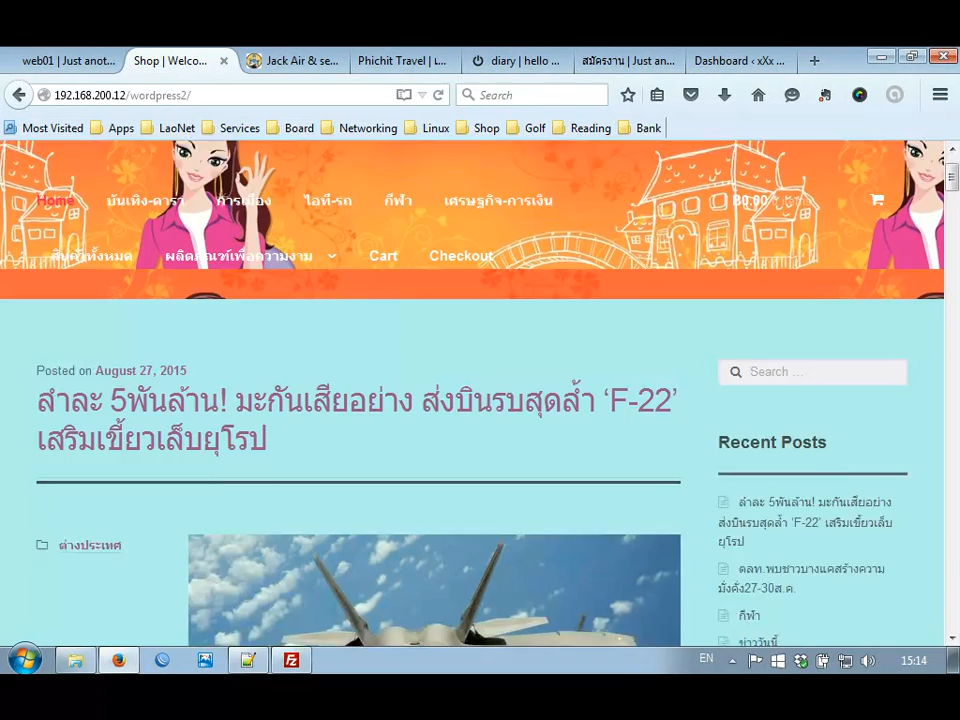 web01 | Just anot...
Shop | Welco...
Jack Air & se...
Phichit Travel | เ...
diary | hello ...
สมัครงาน | Just an...
Dashboard ‹ xXx ...
192.168.200.12/wordpress2/
Search
Most Visited
Apps
LaoNet
Services
Board
Networking
Linux
Shop
Golf
Reading
Bank
Home
บันเทิง-ดารา
การเมือง
ไอที-รถ
กีฬา
เศรษฐกิจ-การเงิน
฿0.00
สินค้าทั้งหมด
ผลิตภัณฑ์เพื่อความงาม
Cart
Checkout
Posted on August 27, 2015
ลำละ 5พันล้าน! มะกันเสียอย่าง ส่งบินรบสุดล้ำ ‘F-22’
เสริมเขี้ยวเล็บยุโรป
Search …
Recent Posts
ลำละ 5พันล้าน! มะกันเสียอย่าง
ส่งบินรบสุดล้ำ ‘F-22’ เสริมเขี้ยวเล็บ
ยุโรป
ตลท.พบชาวบางแคสร้างความ
มั่งคั่ง27-30ส.ค.
กีฬา
ข่าววันนี้
ต่างประเทศ
EN
15:14